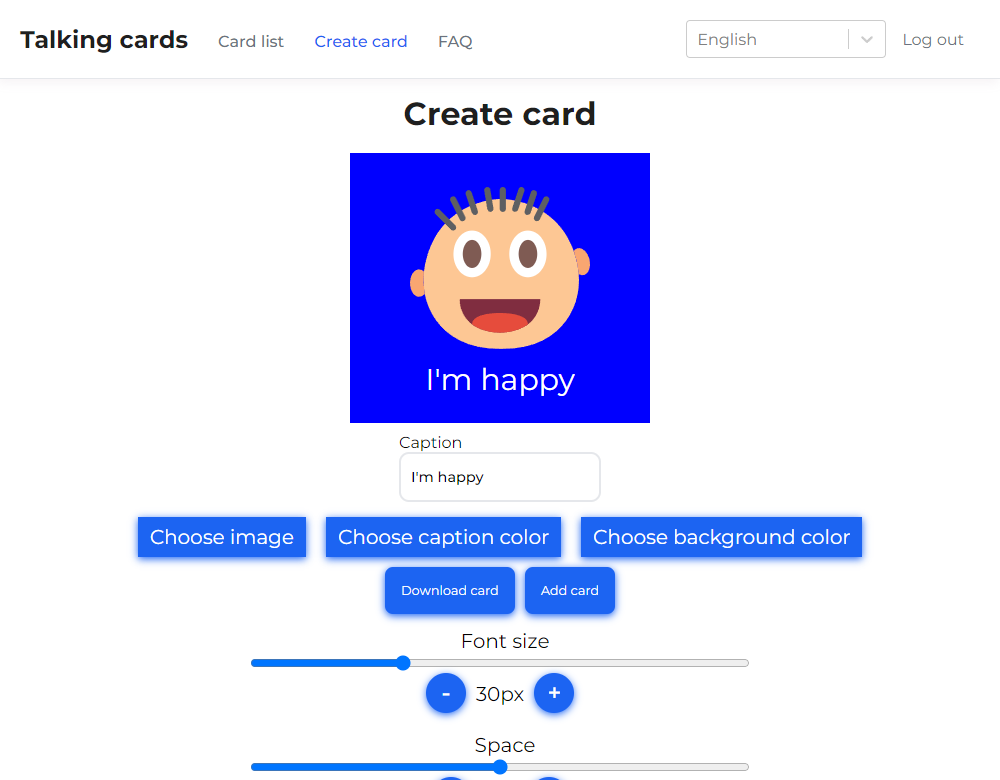 Talking cards Card list Create card FAQ English Log out
Create card
I'm happy
Caption
I'm happy
Choose image Choose caption color Choose background color
Download card Add card
Font size
- 30px +
Space